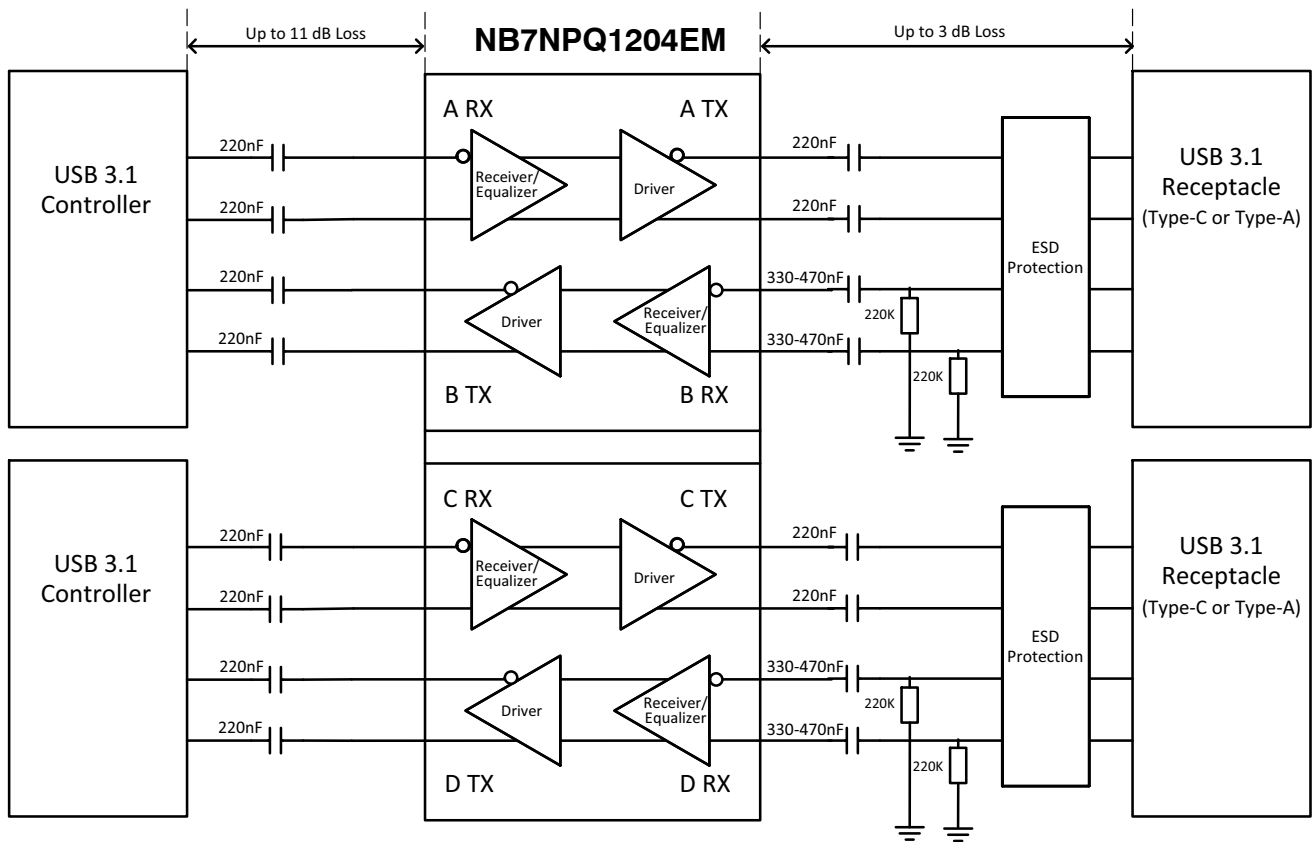 Up to 11 dB Loss
NB7NPQ1204EM
Up to 3 dB Loss
A RX
A TX
220nF
220nF
USB 3.1
Controller
Receiver/
Equalizer
Driver
USB 3.1
Receptacle
(Type-C or Type-A)
220nF
220nF
ESD
Protection
220nF
330-470nF
220K
Driver
Receiver/
Equalizer
220nF
330-470nF
220K
B TX
B RX
C RX
C TX
220nF
220nF
USB 3.1
Controller
Receiver/
Equalizer
Driver
USB 3.1
Receptacle
(Type-C or Type-A)
220nF
220nF
ESD
Protection
220nF
330-470nF
220K
Driver
Receiver/
Equalizer
220nF
330-470nF
220K
D TX
D RX